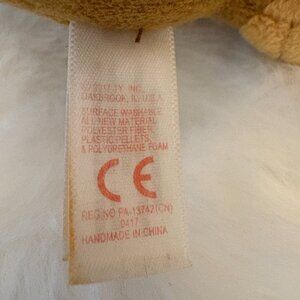 TY INC.
OAKBROOK, IL U.S.A.
SURFACE WASHABLE
ALL NEW MATERIAL
POLYESTER FIBER,
PLASTIC PELLETS
& POLYURETHANE FOAM
CE
REG.NO PA-13742(CN)
0417
HANDMADE IN CHINA